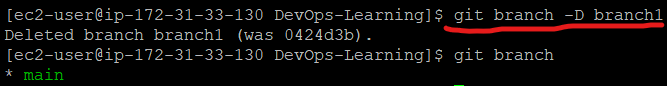 [ec2-user@ip-172-31-33-130 DevOps-Learning]$ git branch -D branch1
Deleted branch branch1 (was 0424d3b).
[ec2-user@ip-172-31-33-130 DevOps-Learning]$ git branch
* main